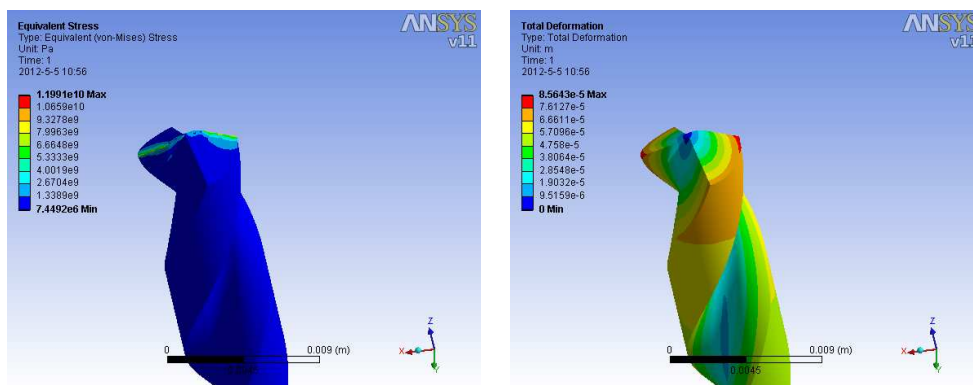 Equivalent Stress
Type: Equivalent (von-Mises) Stress
Unit: Pa
Time: 1
2012-5-5 10:56
1.1991e10 Max
1.0659e10
9.3278e9
7.9963e9
6.6648e9
5.3333e9
4.0019e9
2.6704e9
1.3389e9
7.4492e6 Min
ANSYS
v11
Z
X
Y
0
0.009 (m)
0.0045
Total Deformation
Type: Total Deformation
Unit: m
Time: 1
2012-5-5 10:56
8.5643e-5 Max
7.6127e-5
6.6611e-5
5.7096e-5
4.758e-5
3.8064e-5
2.8548e-5
1.9032e-5
9.5159e-6
0 Min
ANSYS
Z
X
Y
0
0.009 (m)
0.0045